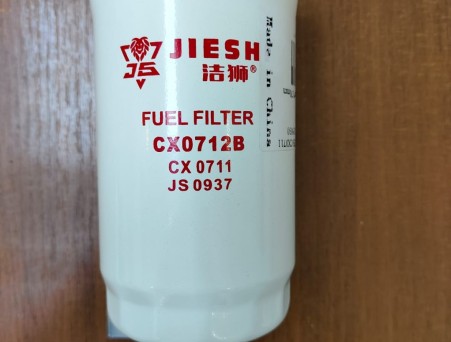 JIESH
JS
洁狮®
FUEL FILTER
CX0712B
CX 0711
JS 0937
Made in China